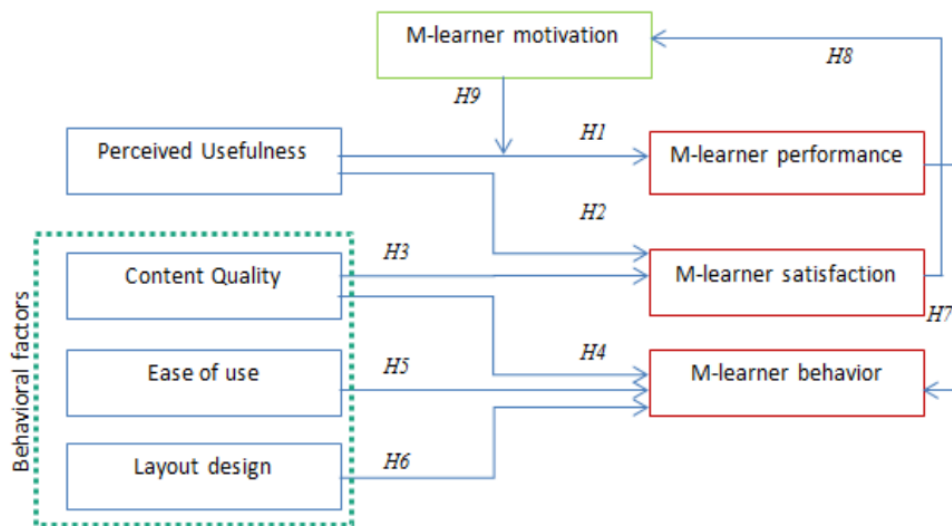 M-learner motivation
H8
H9
H1
Perceived Usefulness
M-learner performance
H2
H3
Content Quality
M-learner satisfaction
H7
Behavioral factors
H4
Ease of use
H5
M-learner behavior
Layout design
H6